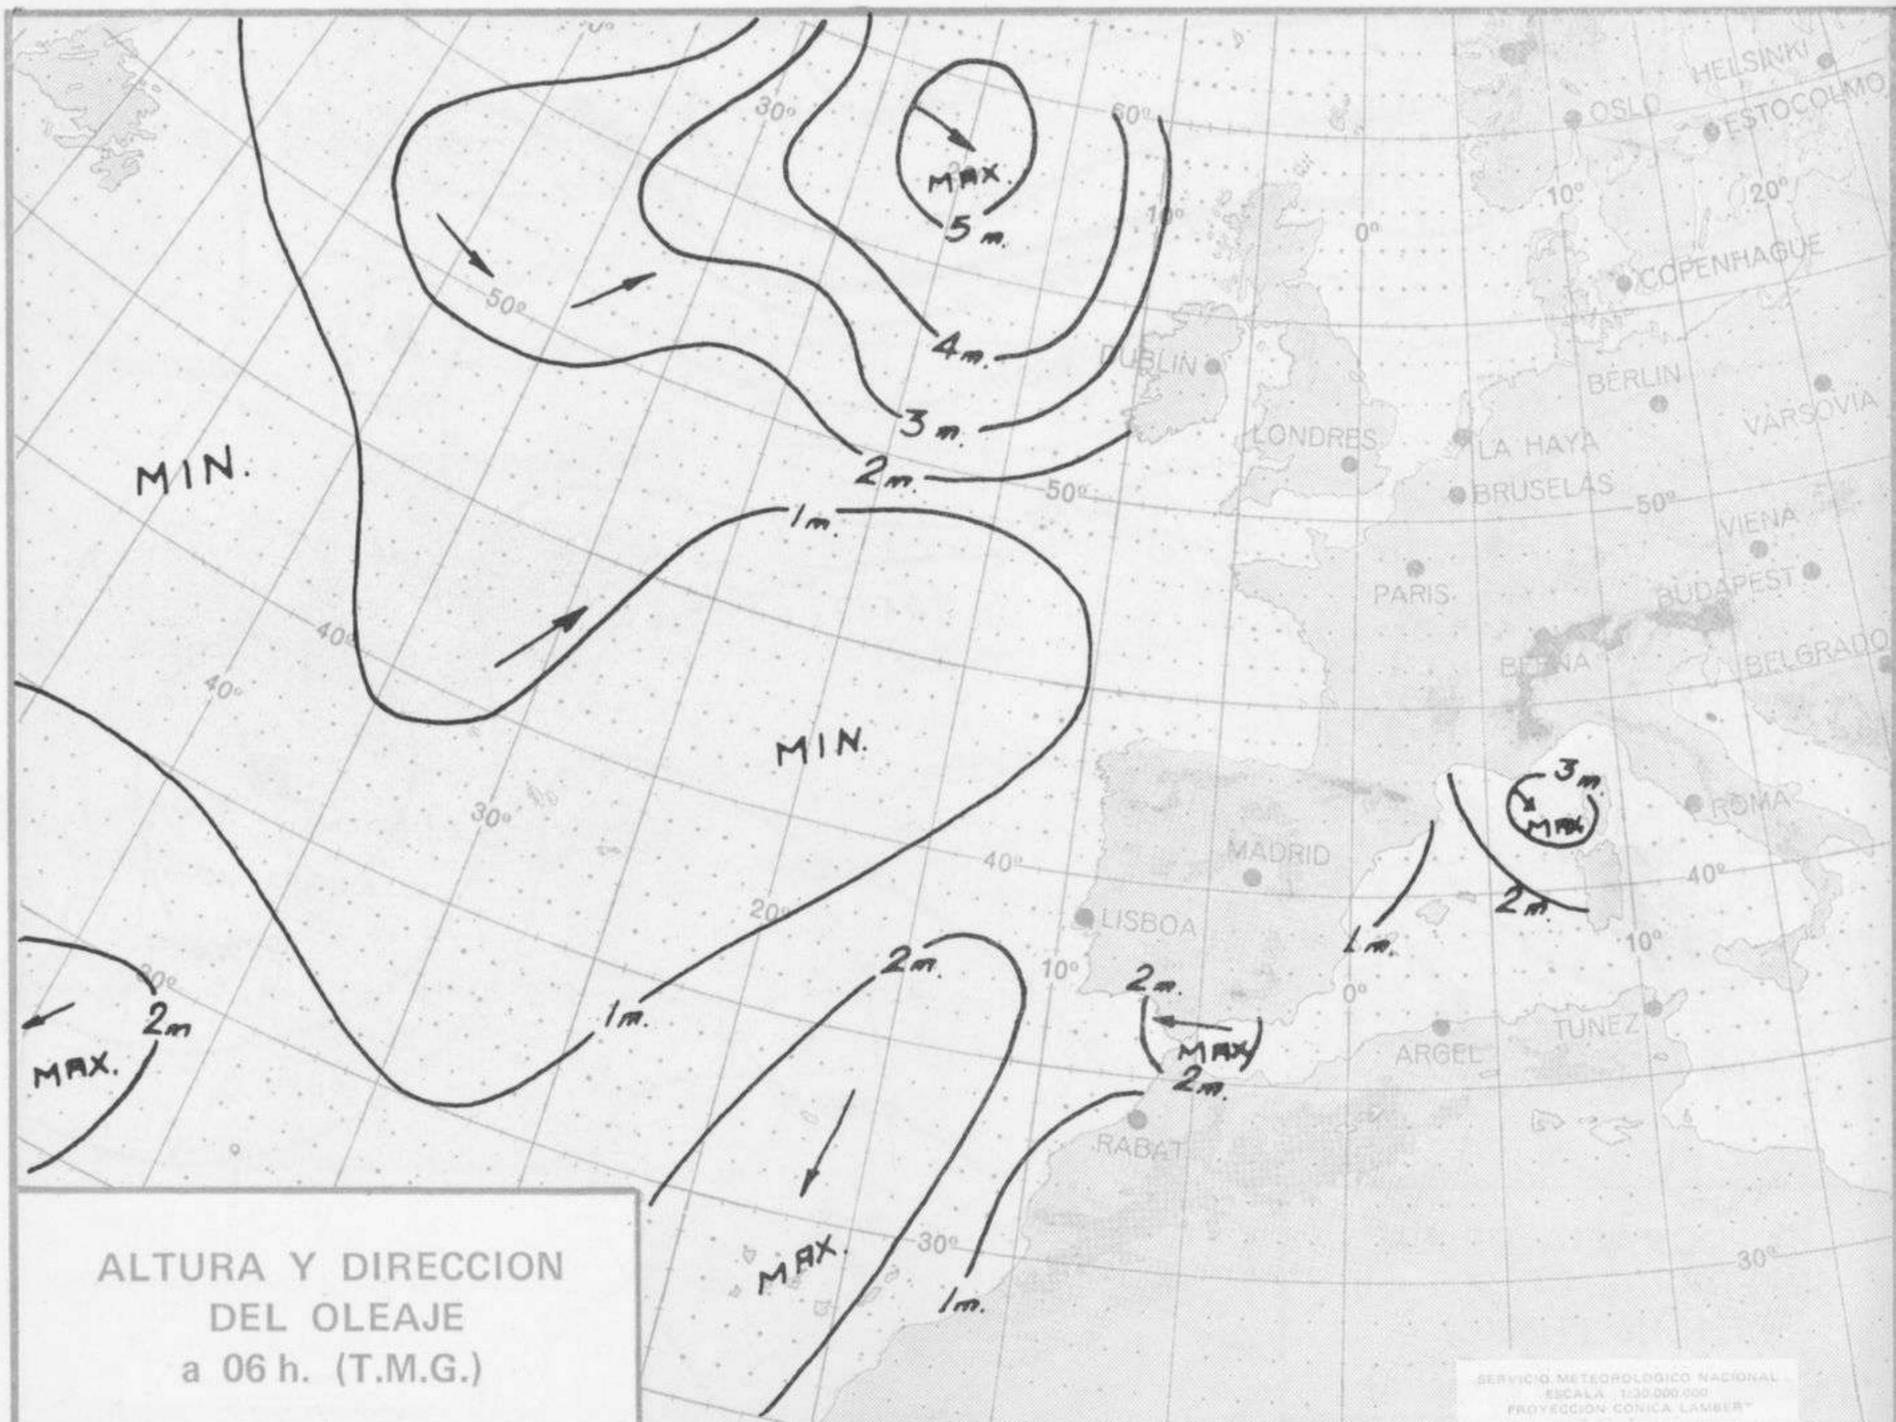 HELSINKI
60º
30º
OSLO
ESTOCOLMO
MAX.
5 m.
10º
10º
20º
0º
COPENHAGUE
50º
4 m.
DUBLIN
BERLIN
VARSOVIA
3 m.
LONDRES
LA HAYA
MIN.
2 m.
50º
BRUSELAS
50º
1 m.
VIENA
PARIS
BUDAPEST
40º
BERNA
BELGRADO
40º
MIN.
3 m.
MAX
ROMA
30º
MADRID
40º
40º
2 m.
20º
LISBOA
1 m.
10º
2 m.
10º
2 m.
0º
30º
2 m
1 m.
MAX
TUNEZ
ARGEL
MAX.
2 m.
RABAT
MAX.
30º
30º
1 m.
ALTURA Y DIRECCION
DEL OLEAJE
a 06 h. (T.M.G.)
SERVICIO METEOROLOGICO NACIONAL
ESCALA 1:30.000.000
PROYECCION CONICA LAMBERT